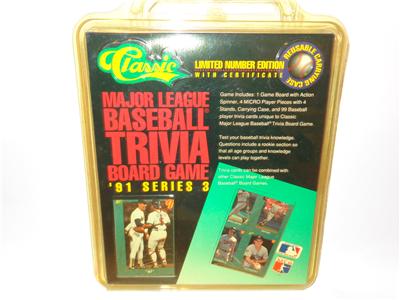 Classic
LIMITED NUMBER EDITION
WITH CERTIFICATE
REUSABLE CARRYING CASE
MAJOR LEAGUE
BASEBALL
TRIVIA
BOARD GAME
'91 SERIES 3
Game Includes: 1 Game Board with Action
Spinner, 4 MICRO Player Pieces with 4
Stands, Carrying Case, and 99 Baseball
player trivia cards unique to Classic
Major League Baseball® Trivia Board Game.
Test your baseball trivia knowledge.
Questions include a rookie section so
that all age groups and knowledge
levels can play together.
Trivia cards can be combined with
other Classic Major League
Baseball® Board Games.